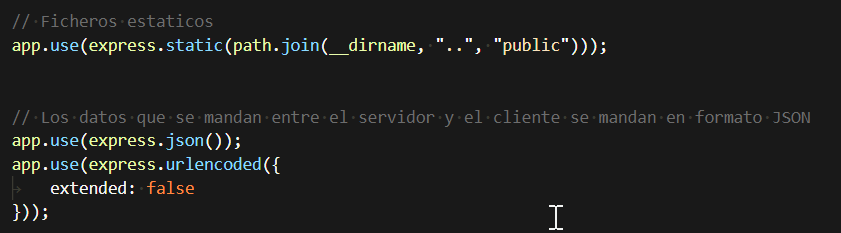 // Ficheros estaticos
app.use(express.static(path.join(__dirname, "..", "public")));
// Los datos que se mandan entre el servidor y el cliente se mandan en formato JSON
app.use(express.json());
app.use(express.urlencoded({
extended: false
}));